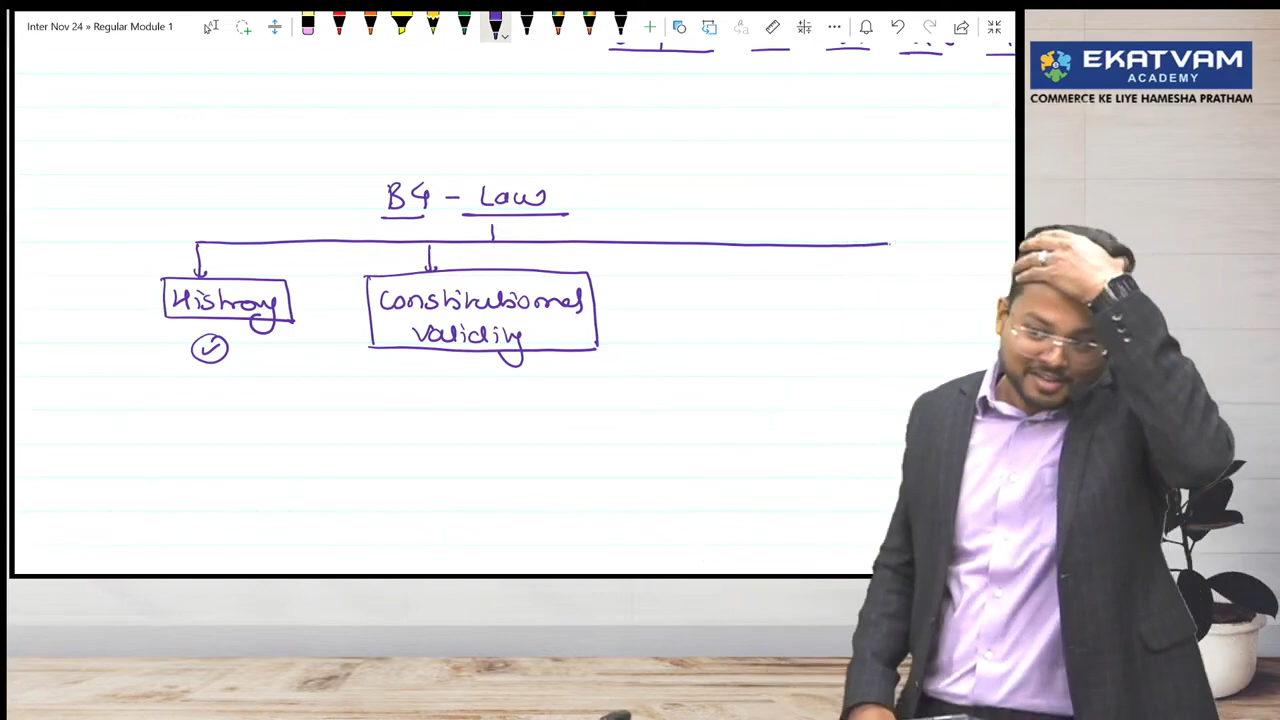 Inter Nov 24 » Regular Module 1
EKATVAM
ACADEMY
COMMERCE KE LIYE HAMESHA PRATHAM
B4 - Law
History
Constitutional
validity